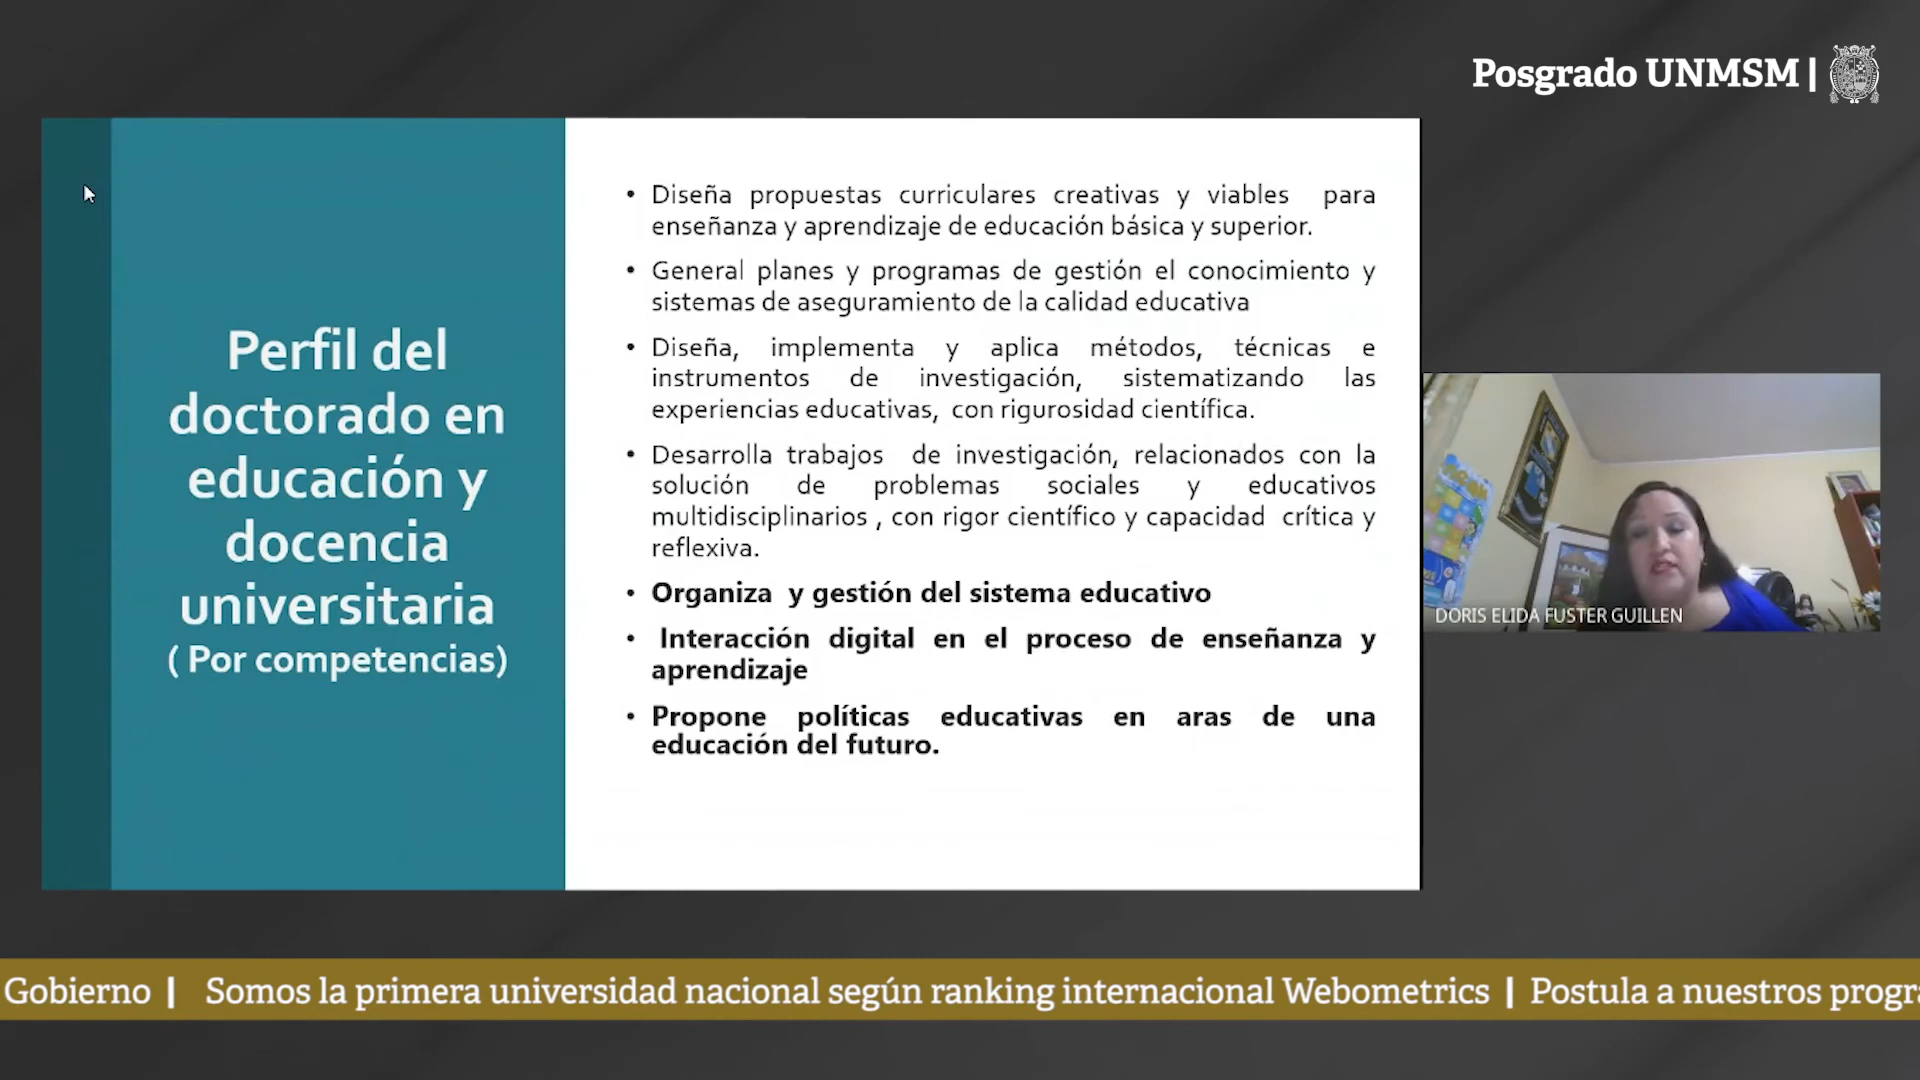 Posgrado UNMSM |
Perfil del
doctorado en
educación y
docencia
universitaria
( Por competencias)
• Diseña propuestas curriculares creativas y viables para
enseñanza y aprendizaje de educación básica y superior.
• General planes y programas de gestión el conocimiento y
sistemas de aseguramiento de la calidad educativa
• Diseña, implementa y aplica métodos, técnicas e
instrumentos de investigación, sistematizando las
experiencias educativas, con rigurosidad científica.
• Desarrolla trabajos de investigación, relacionados con la
solución de problemas sociales y educativos
multidisciplinarios , con rigor científico y capacidad crítica y
reflexiva.
• Organiza y gestión del sistema educativo
• Interacción digital en el proceso de enseñanza y
aprendizaje
• Propone políticas educativas en aras de una
educación del futuro.
DORIS ELIDA FUSTER GUILLEN
Gobierno | Somos la primera universidad nacional según ranking internacional Webometrics | Postula a nuestros progra